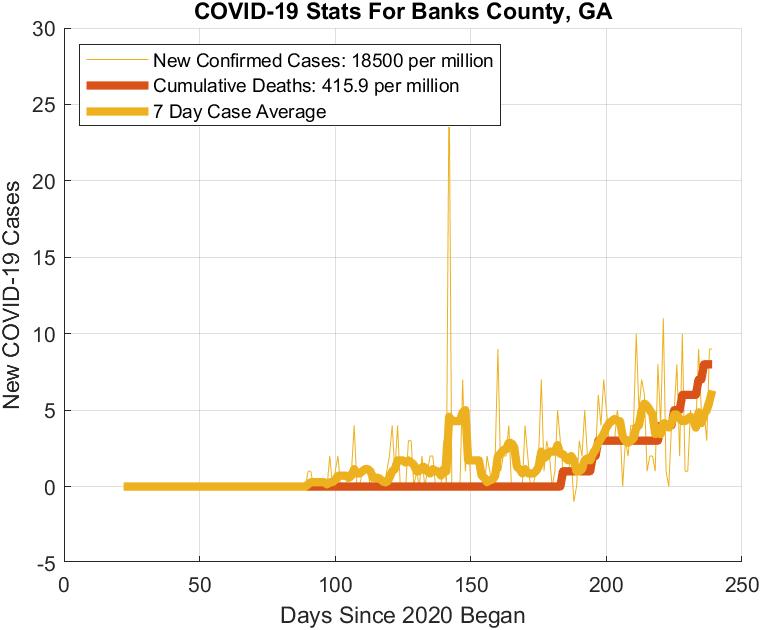 COVID-19 Stats For Banks County, GA
30
25
20
15
10
5
0
-5
New COVID-19 Cases
New Confirmed Cases: 18500 per million
Cumulative Deaths: 415.9 per million
7 Day Case Average
0 50 100 150 200 250
Days Since 2020 Began